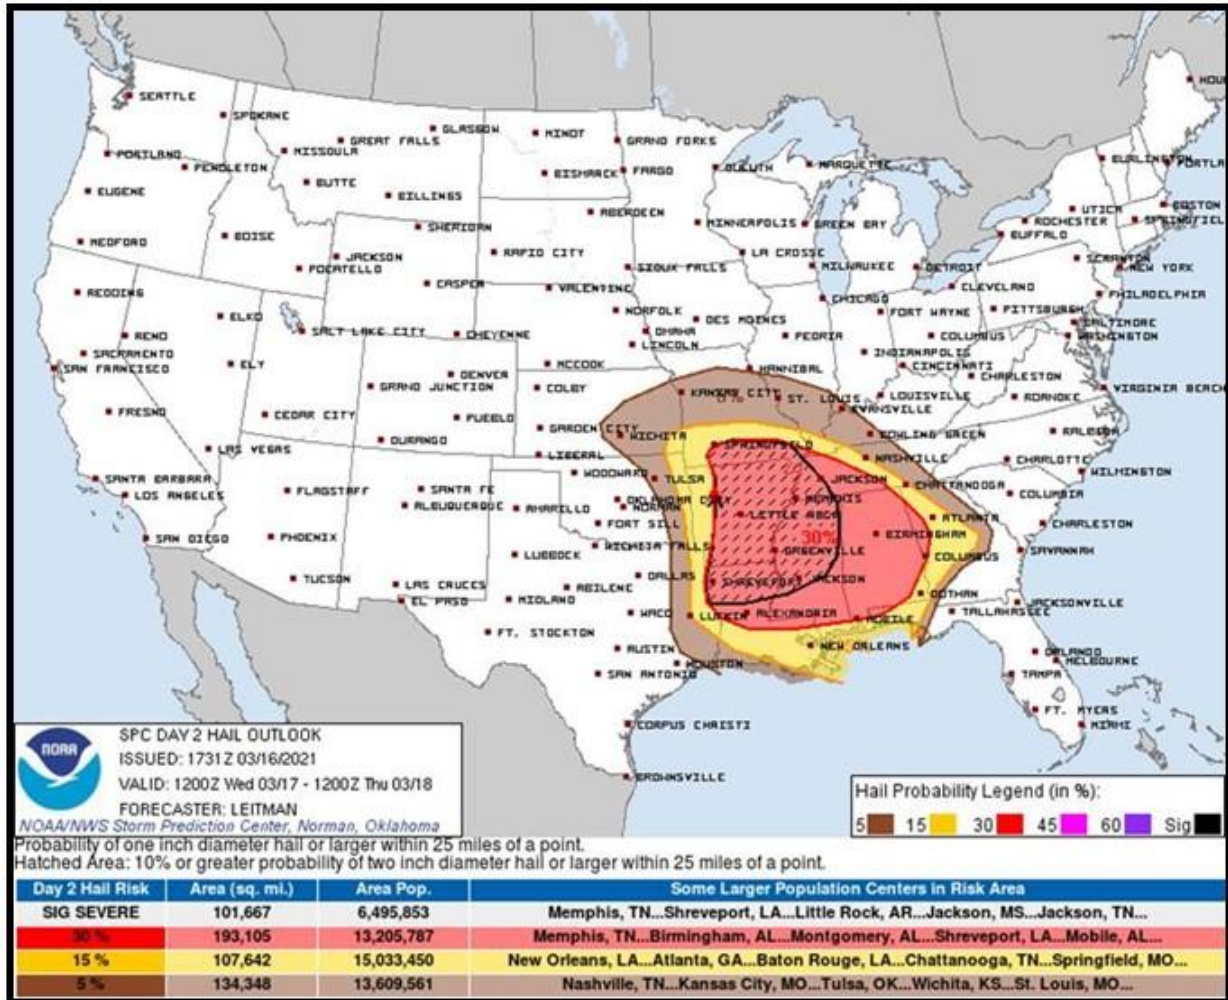 SEATTLE
SPOKANE
PORTLAND
PENDLETON
EUGENE
MEDFORD
BOISE
GREAT FALLS
GLASGOW
MISSOULA
BUTTE
BILLINGS
SHERIDAN
JACKSON
POCATELLO
CASPER
MINOT
BISMARCK
GRAND FORKS
FARGO
ABERDEEN
RAPID CITY
SIOUX FALLS
VALENTINE
DULUTH
MARQUETTE
MINNEAPOLIS
GREEN BAY
LA CROSSE
MILWAUKEE
DETROIT
CHICAGO
BURLINGTON
UTICA
ROCHESTER
BUFFALO
BOSTON
SCRANTON
NEW YORK
CLEVELAND
PITTSBURGH
PHILADELPHIA
BALTIMORE
WASHINGTON
REDDING
RENO
SACRAMENTO
SAN FRANCISCO
FRESNO
ELKO
ELY
SALT LAKE CITY
CHEYENNE
DENVER
GRAND JUNCTION
PUEBLO
CEDAR CITY
DURANGO
LAS VEGAS
NORFOLK
OMAHA
LINCOLN
DES MOINES
MCCOOK
COLBY
PEORIA
FORT WAYNE
INDIANAPOLIS
COLUMBUS
CINCINNATI
CHARLESTON
HANNIBAL
KANSAS CITY
ST. LOUIS
LOUISVILLE
EVANSVILLE
ROANOKE
VIRGINIA BEACH
GARDEN CITY
WICHITA
LIBERAL
SPRINGFIELD
BOWLING GREEN
NASHVILLE
RALEIGH
CHARLOTTE
WILMINGTON
SANTA BARBARA
LOS ANGELES
SAN DIEGO
FLAGSTAFF
PHOENIX
TUCSON
SANTA FE
ALBUQUERQUE
LAS CRUCES
EL PASO
WOODWARD
TULSA
OKLAHOMA CITY
NORMAN
AMARILLO
FORT SILL
WICHITA FALLS
LUBBOCK
JACKSON
MEMPHIS
LITTLE ROCK
CHATTANOOGA
COLUMBIA
ATLANTA
CHARLESTON
30%
BIRMINGHAM
GREENVILLE
COLUMBUS
SAVANNAH
DALLAS
ABILENE
MIDLAND
SHREVEPORT
JACKSON
DOTHAN
JACKSONVILLE
TALLAHASSEE
WACO
LUFKIN
ALEXANDRIA
MOBILE
FT. STOCKTON
AUSTIN
SAN ANTONIO
HOUSTON
NEW ORLEANS
ORLANDO
MELBOURNE
TAMPA
FT. MYERS
MIAMI
CORPUS CHRISTI
BROWNSVILLE
NOAA
SPC DAY 2 HAIL OUTLOOK
ISSUED: 1731Z 03/16/2021
VALID: 1200Z Wed 03/17 - 1200Z Thu 03/18
FORECASTER: LEITMAN
NOAA/NWS Storm Prediction Center, Norman, Oklahoma
Hail Probability Legend (in %):
5 15 30 45 60 Sig
Probability of one inch diameter hail or larger within 25 miles of a point.
Hatched Area: 10% or greater probability of two inch diameter hail or larger within 25 miles of a point.
Day 2 Hail Risk Area (sq. mi.) Area Pop. Some Larger Population Centers in Risk Area
SIG SEVERE 101,667 6,495,853 Memphis, TN...Shreveport, LA...Little Rock, AR...Jackson, MS...Jackson, TN...
30 % 193,105 13,205,787 Memphis, TN...Birmingham, AL...Montgomery, AL...Shreveport, LA...Mobile, AL...
15 % 107,642 15,033,450 New Orleans, LA...Atlanta, GA...Baton Rouge, LA...Chattanooga, TN...Springfield, MO...
5 % 134,348 13,609,561 Nashville, TN...Kansas City, MO...Tulsa, OK...Wichita, KS...St. Louis, MO...